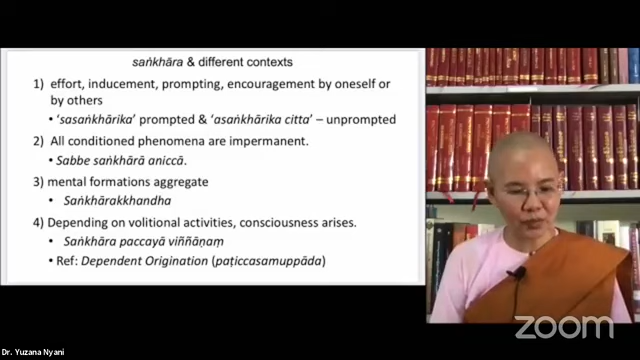 saṅkhāra & different contexts
1) effort, inducement, prompting, encouragement by oneself or
by others
• ‘sasaṅkhārika’ prompted & ‘asaṅkhārika citta’ – unprompted
2) All conditioned phenomena are impermanent.
• Sabbe saṅkhārā aniccā.
3) mental formations aggregate
• Saṅkhārakkhandha
4) Depending on volitional activities, consciousness arises.
• Saṅkhāra paccayā viññāṇaṃ
• Ref: Dependent Origination (paṭiccasamuppāda)
zoom
Dr. Yuzana Nyani